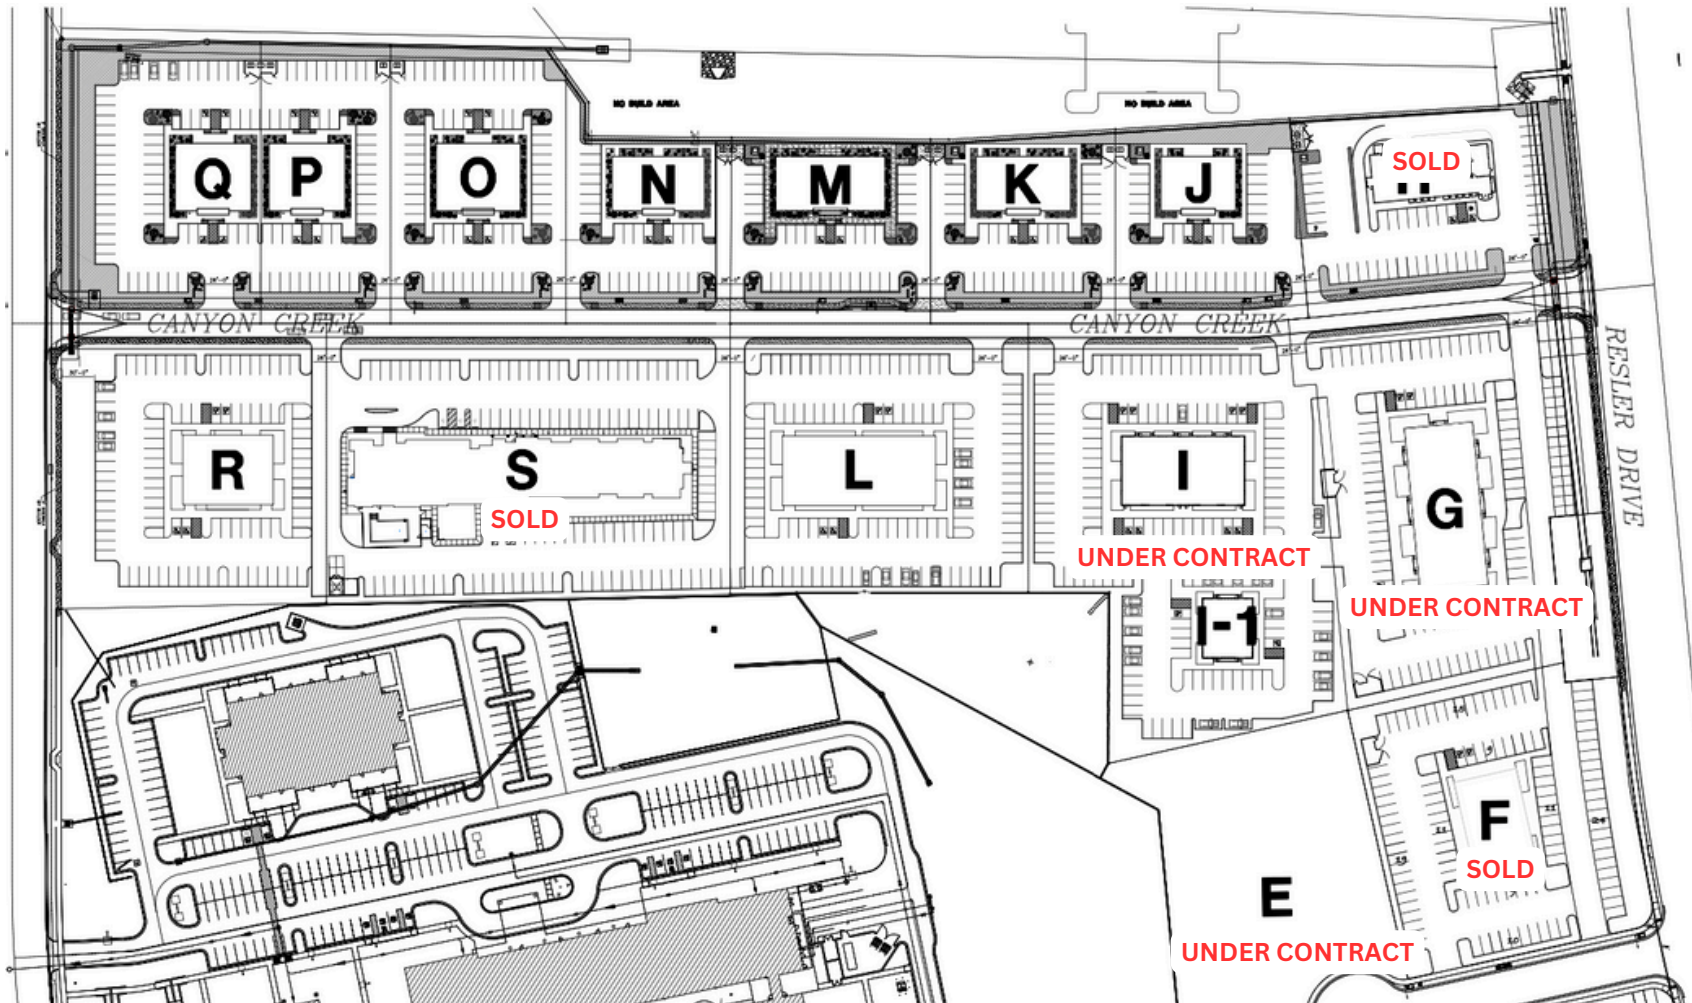 NO BUILD AREA
NO BUILD AREA
Q
P
O
N
M
K
J
SOLD
CANYON CREEK
CANYON CREEK
RESLER DRIVE
R
S
SOLD
L
I
UNDER CONTRACT
G
UNDER CONTRACT
I-1
F
SOLD
E
UNDER CONTRACT